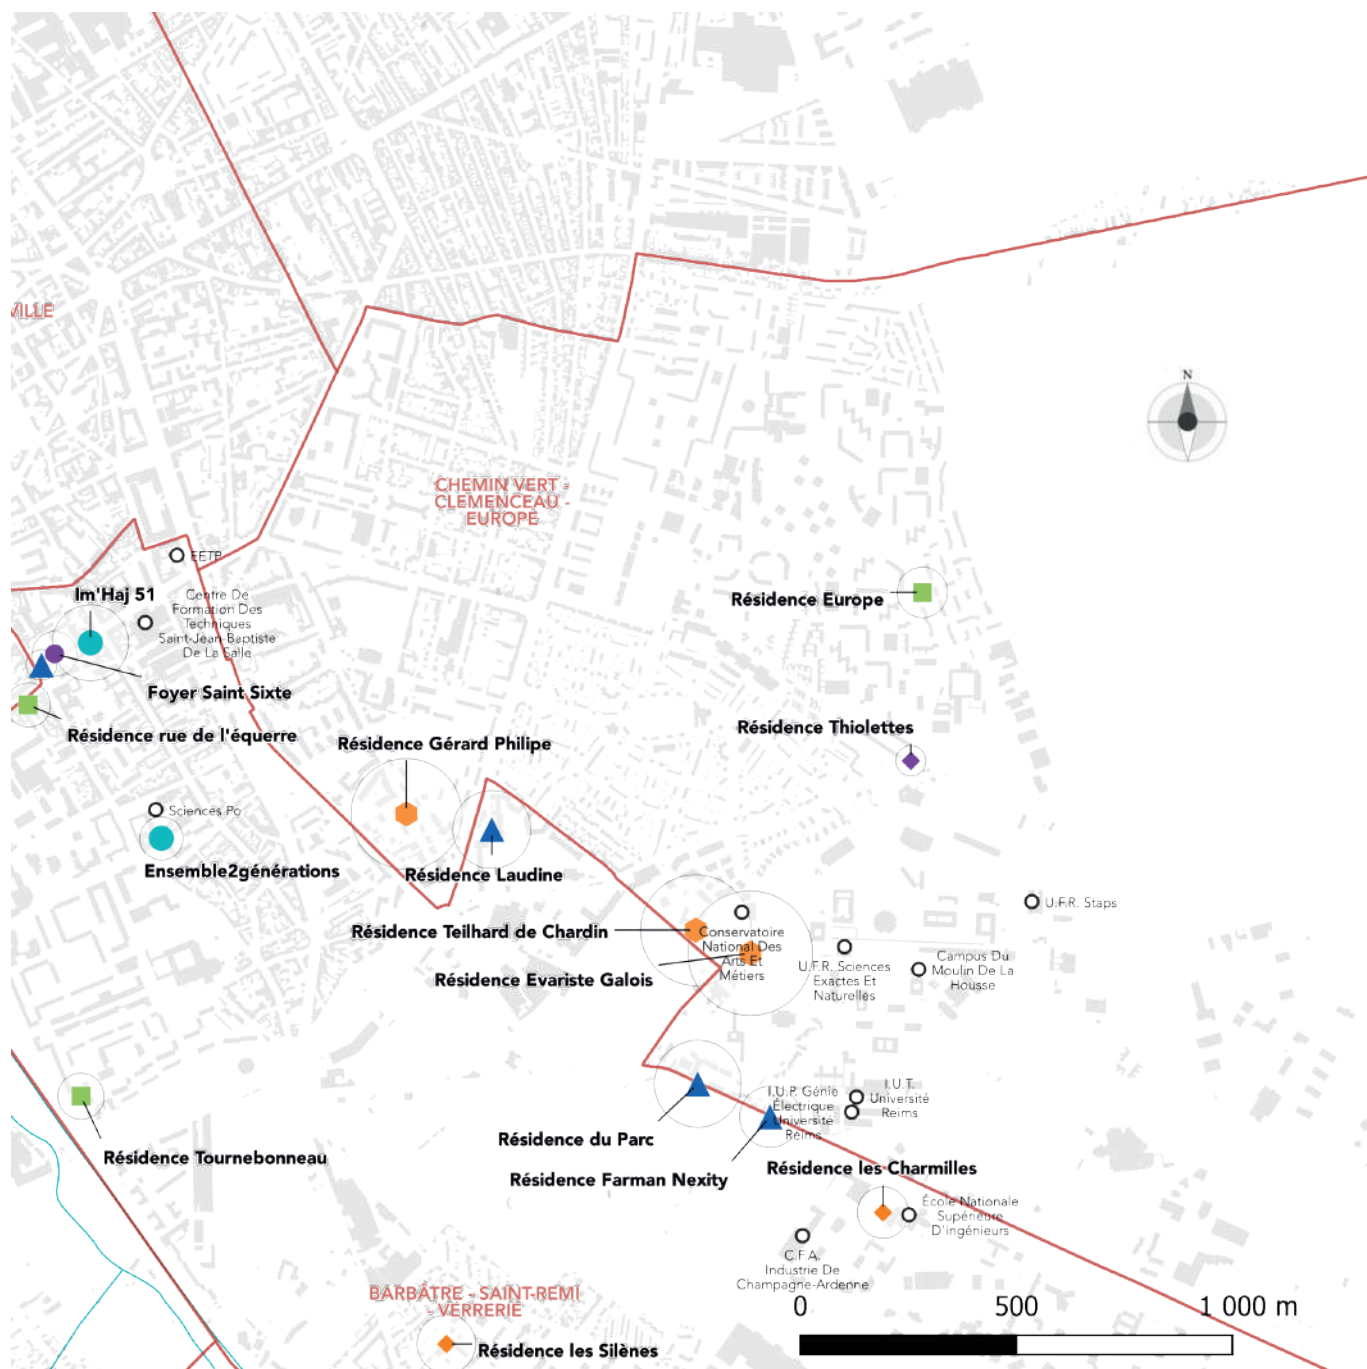 VILLE
N
CHEMIN VERT -
CLEMENCEAU -
EUROPE
EETP
Im'Haj 51
Centre De
Formation Des
Techniques
Saint-Jean-Baptiste
De La Salle
Résidence Europe
Foyer Saint Sixte
Résidence rue de l'équerre
Résidence Thiolettes
Résidence Gérard Philipe
Sciences Po
Ensemble2générations
Résidence Laudine
U.F.R. Staps
Résidence Teilhard de Chardin
Conservatoire
National Des
Arts Et
Métiers
Résidence Evariste Galois
U.F.R. Sciences
Exactes Et
Naturelles
Campus Du
Moulin De La
Housse
I.U.P. Génie
Électrique
Université
Reims
I.U.T.
Université
Reims
Résidence du Parc
Résidence Tournebonneau
Résidence Farman Nexity
Résidence les Charmilles
École Nationale
Supérieure
D'ingénieurs
C.F.A.
Industrie De
Champagne-Ardenne
BARBÂTRE - SAINT-REMI
- VERRERIE
0 500 1 000 m
Résidence les Silènes